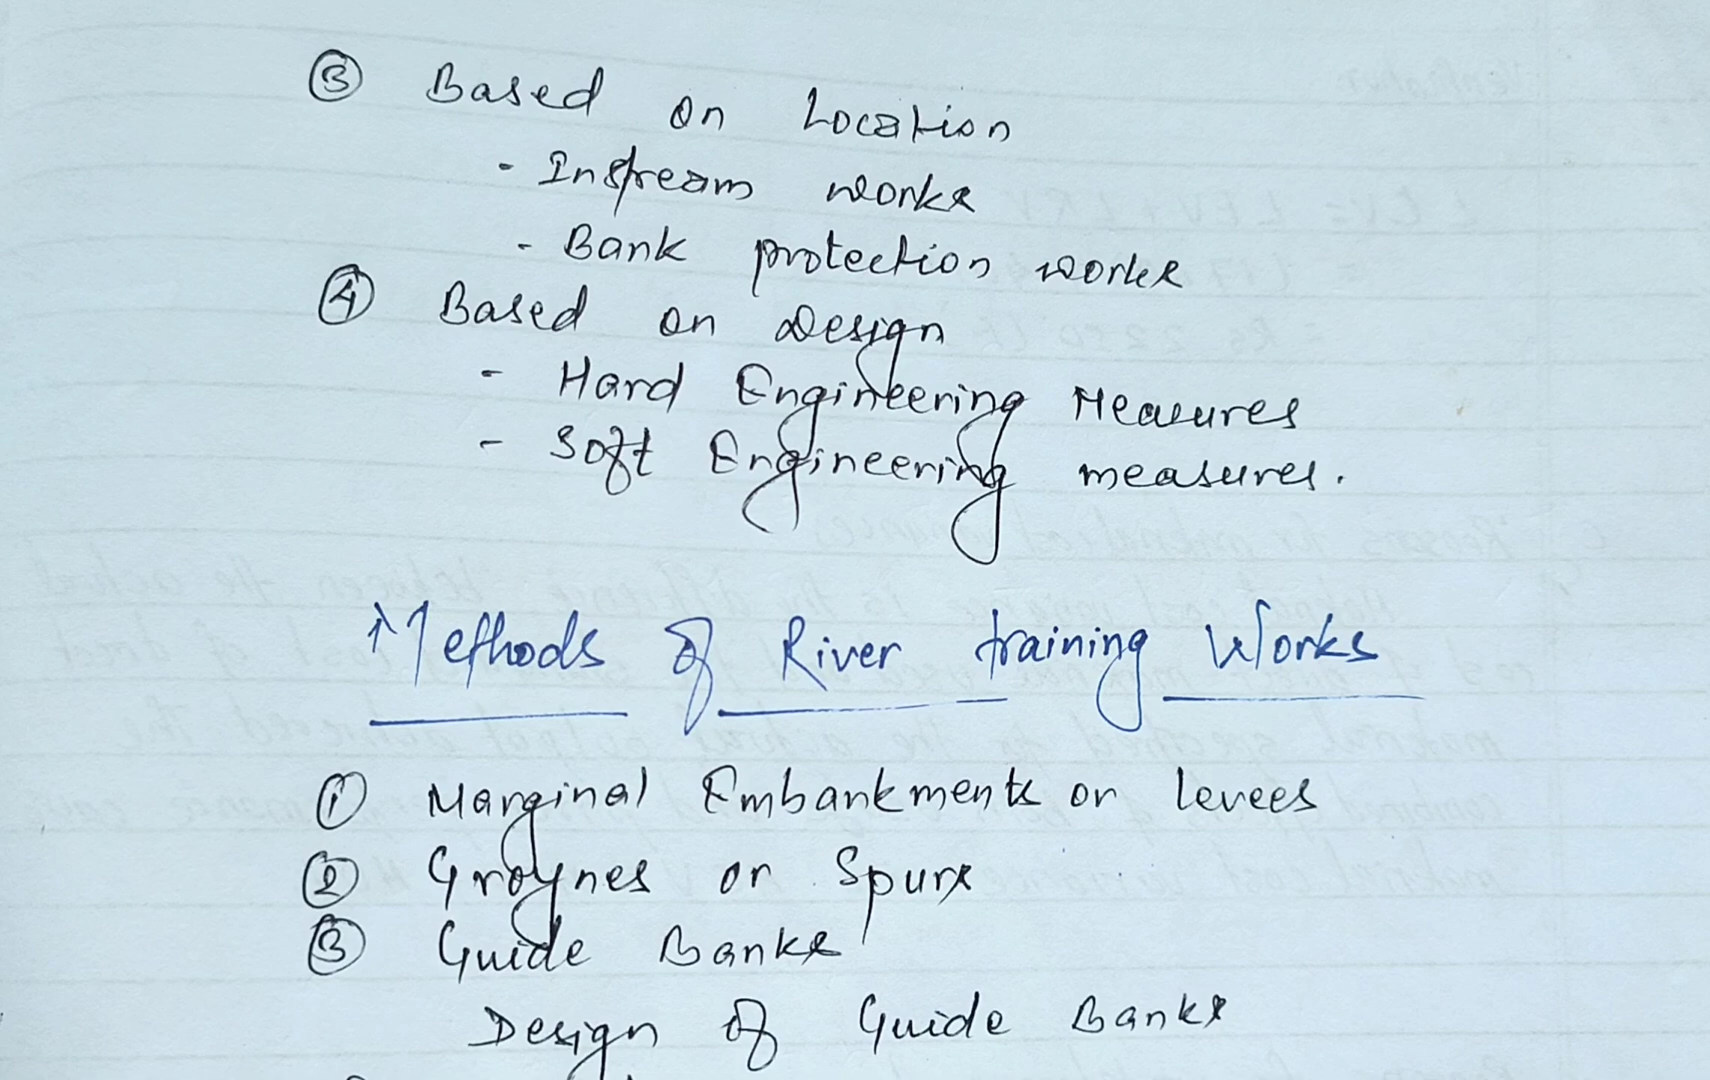 ③ Based on Location
- Instream works
- Bank protection works
④ Based on Design
- Hard Engineering Measures
- Soft Engineering measures.
Methods of River training Works
① Marginal Embankments or levees
② Groynes or Spurs
③ Guide Banks
Design of Guide Banks